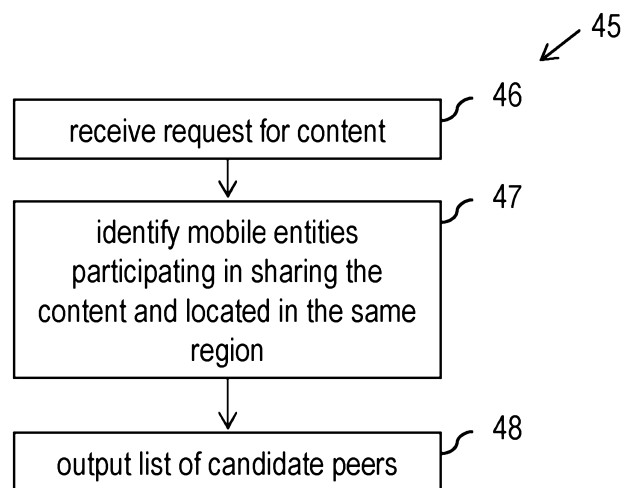 45
46
receive request for content
47
identify mobile entities
participating in sharing the
content and located in the same
region
48
output list of candidate peers